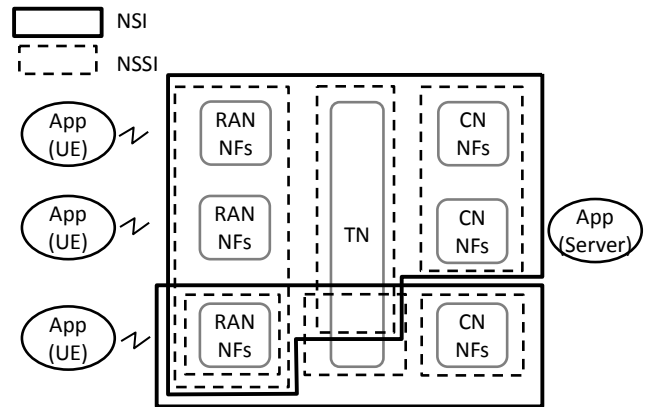 NSI
NSSI
App
(UE)
RAN
NFs
CN
NFs
App
(UE)
RAN
NFs
TN
CN
NFs
App
(Server)
App
(UE)
RAN
NFs
CN
NFs